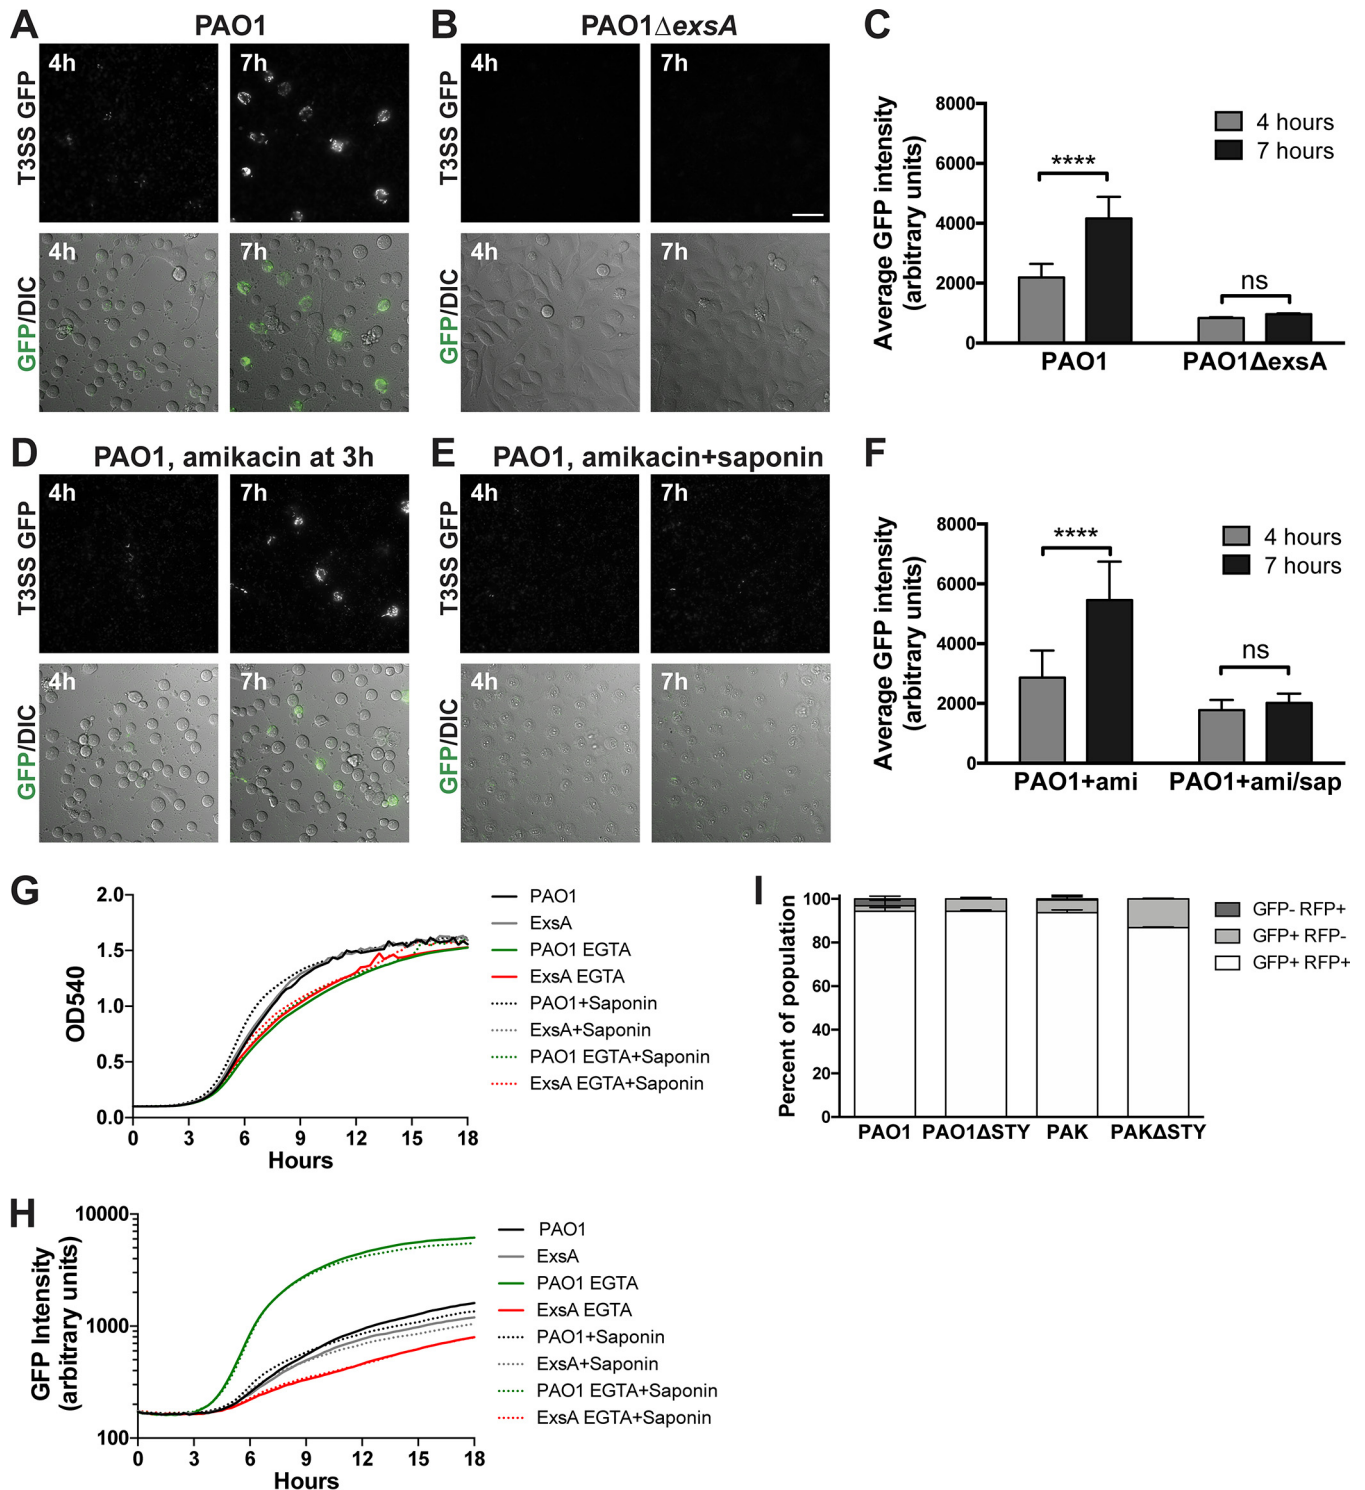 A
PAO1
T3SS GFP
4h
7h
GFP/DIC
4h
7h
B
PAO1ΔexsA
T3SS GFP
4h
7h
GFP/DIC
4h
7h
C
Average GFP intensity
(arbitrary units)
8000
6000
4000
2000
0
****
ns
4 hours
7 hours
PAO1
PAO1ΔexsA
D
PAO1, amikacin at 3h
T3SS GFP
4h
7h
GFP/DIC
4h
7h
E
PAO1, amikacin+saponin
T3SS GFP
4h
7h
GFP/DIC
4h
7h
F
Average GFP intensity
(arbitrary units)
8000
6000
4000
2000
0
****
ns
4 hours
7 hours
PAO1+ami
PAO1+ami/sap
G
OD540
2.0
1.5
1.0
0.5
0.0
0 3 6 9 12 15 18
Hours
PAO1
ExsA
PAO1 EGTA
ExsA EGTA
PAO1+Saponin
ExsA+Saponin
PAO1 EGTA+Saponin
ExsA EGTA+Saponin
H
GFP Intensity
(arbitrary units)
10000
1000
100
0 3 6 9 12 15 18
Hours
PAO1
ExsA
PAO1 EGTA
ExsA EGTA
PAO1+Saponin
ExsA+Saponin
PAO1 EGTA+Saponin
ExsA EGTA+Saponin
I
Percent of population
100
80
60
40
20
0
PAO1 PAO1ΔSTY PAK PAKΔSTY
GFP- RFP+
GFP+ RFP-
GFP+ RFP+